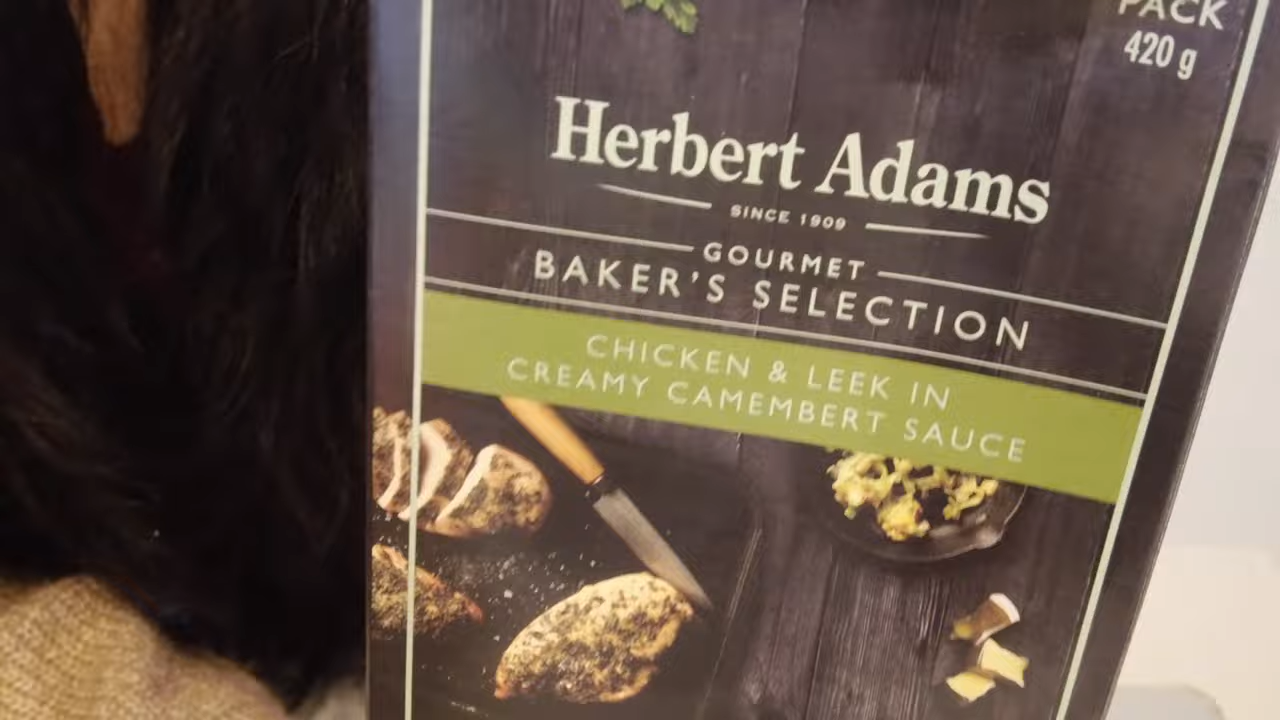 PACK
420 g
Herbert Adams
SINCE 1909
GOURMET
BAKER'S SELECTION
CHICKEN & LEEK IN
CREAMY CAMEMBERT SAUCE